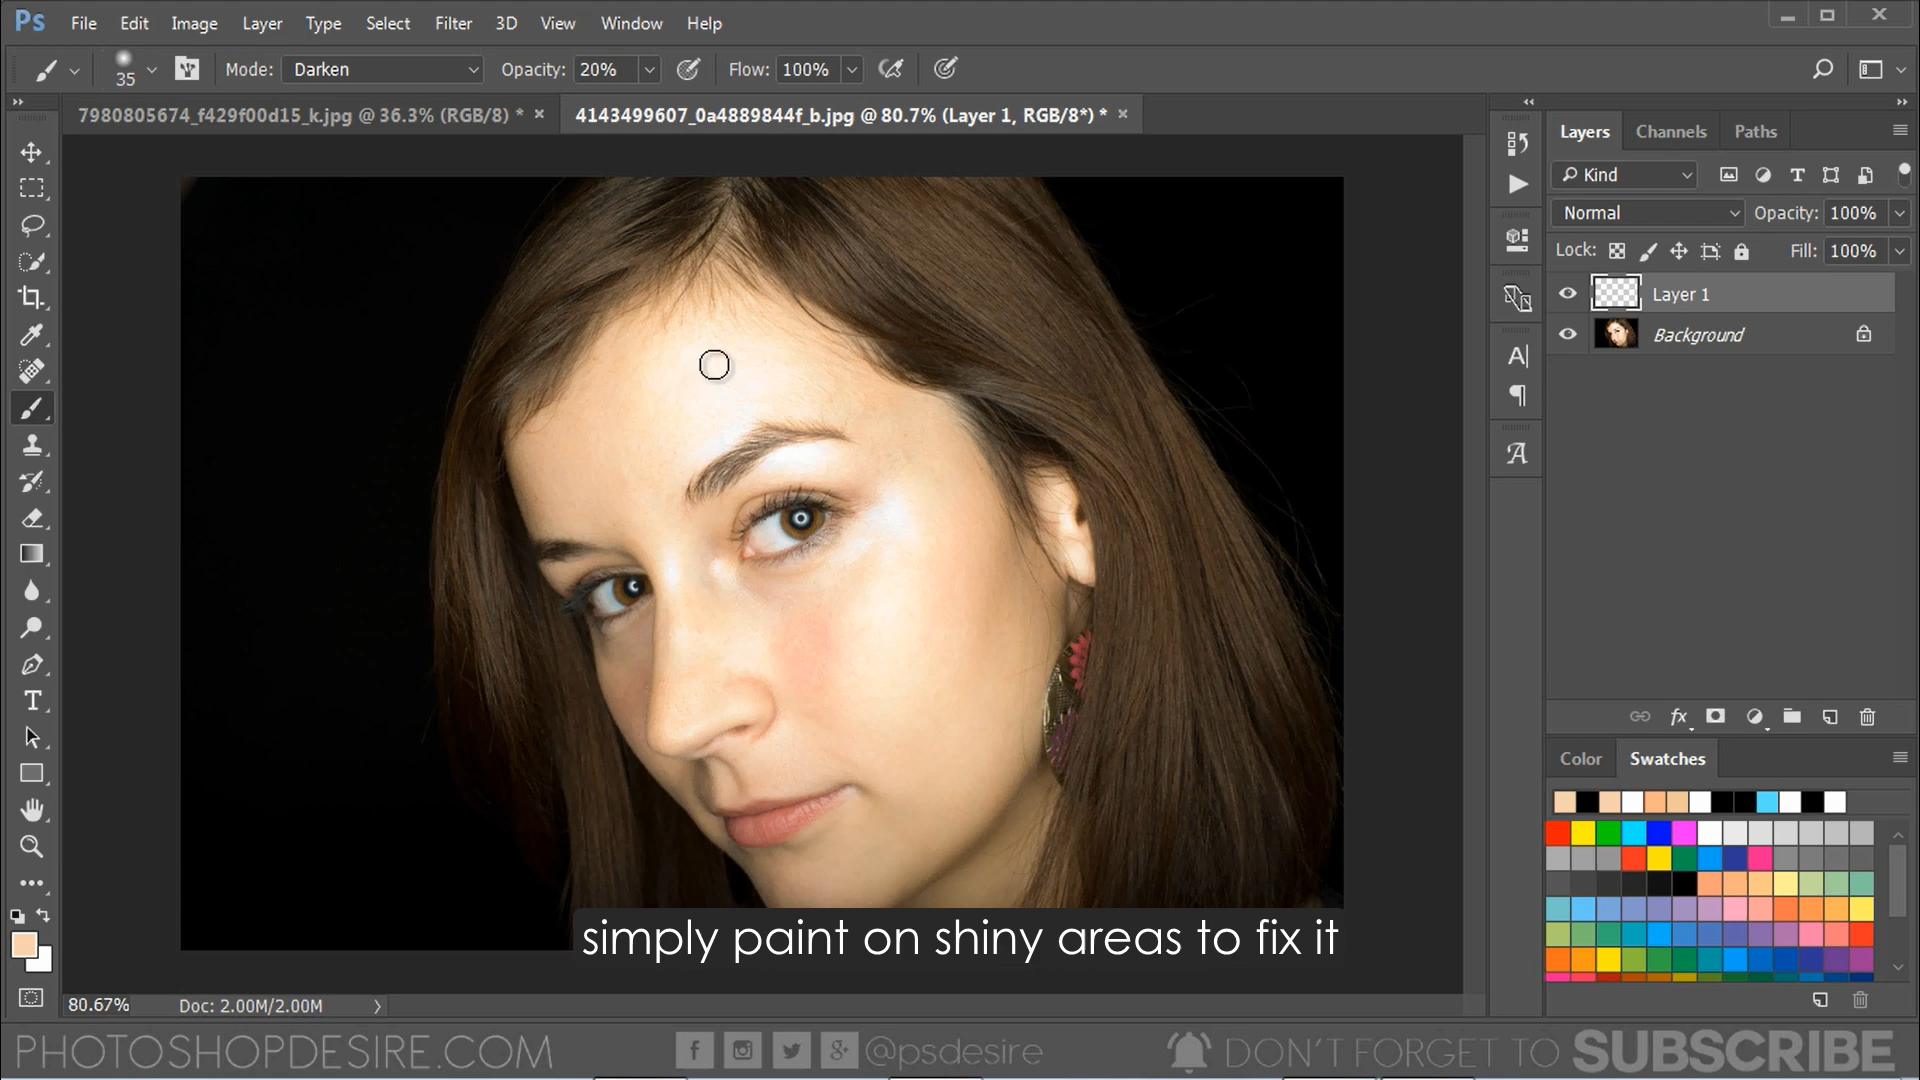 Ps File Edit Image Layer Type Select Filter 3D View Window Help
35 Mode: Darken Opacity: 20% Flow: 100%
7980805674_f429f00d15_k.jpg @ 36.3% (RGB/8) * × 4143499607_0a4889844f_b.jpg @ 80.7% (Layer 1, RGB/8*) * ×
Layers Channels Paths
Kind
Normal Opacity: 100%
Lock: Fill: 100%
Layer 1
Background
fx
Color Swatches
simply paint on shiny areas to fix it
80.67% Doc: 2.00M/2.00M
PHOTOSHOPDESIRE.COM @psdesire DON'T FORGET TO SUBSCRIBE